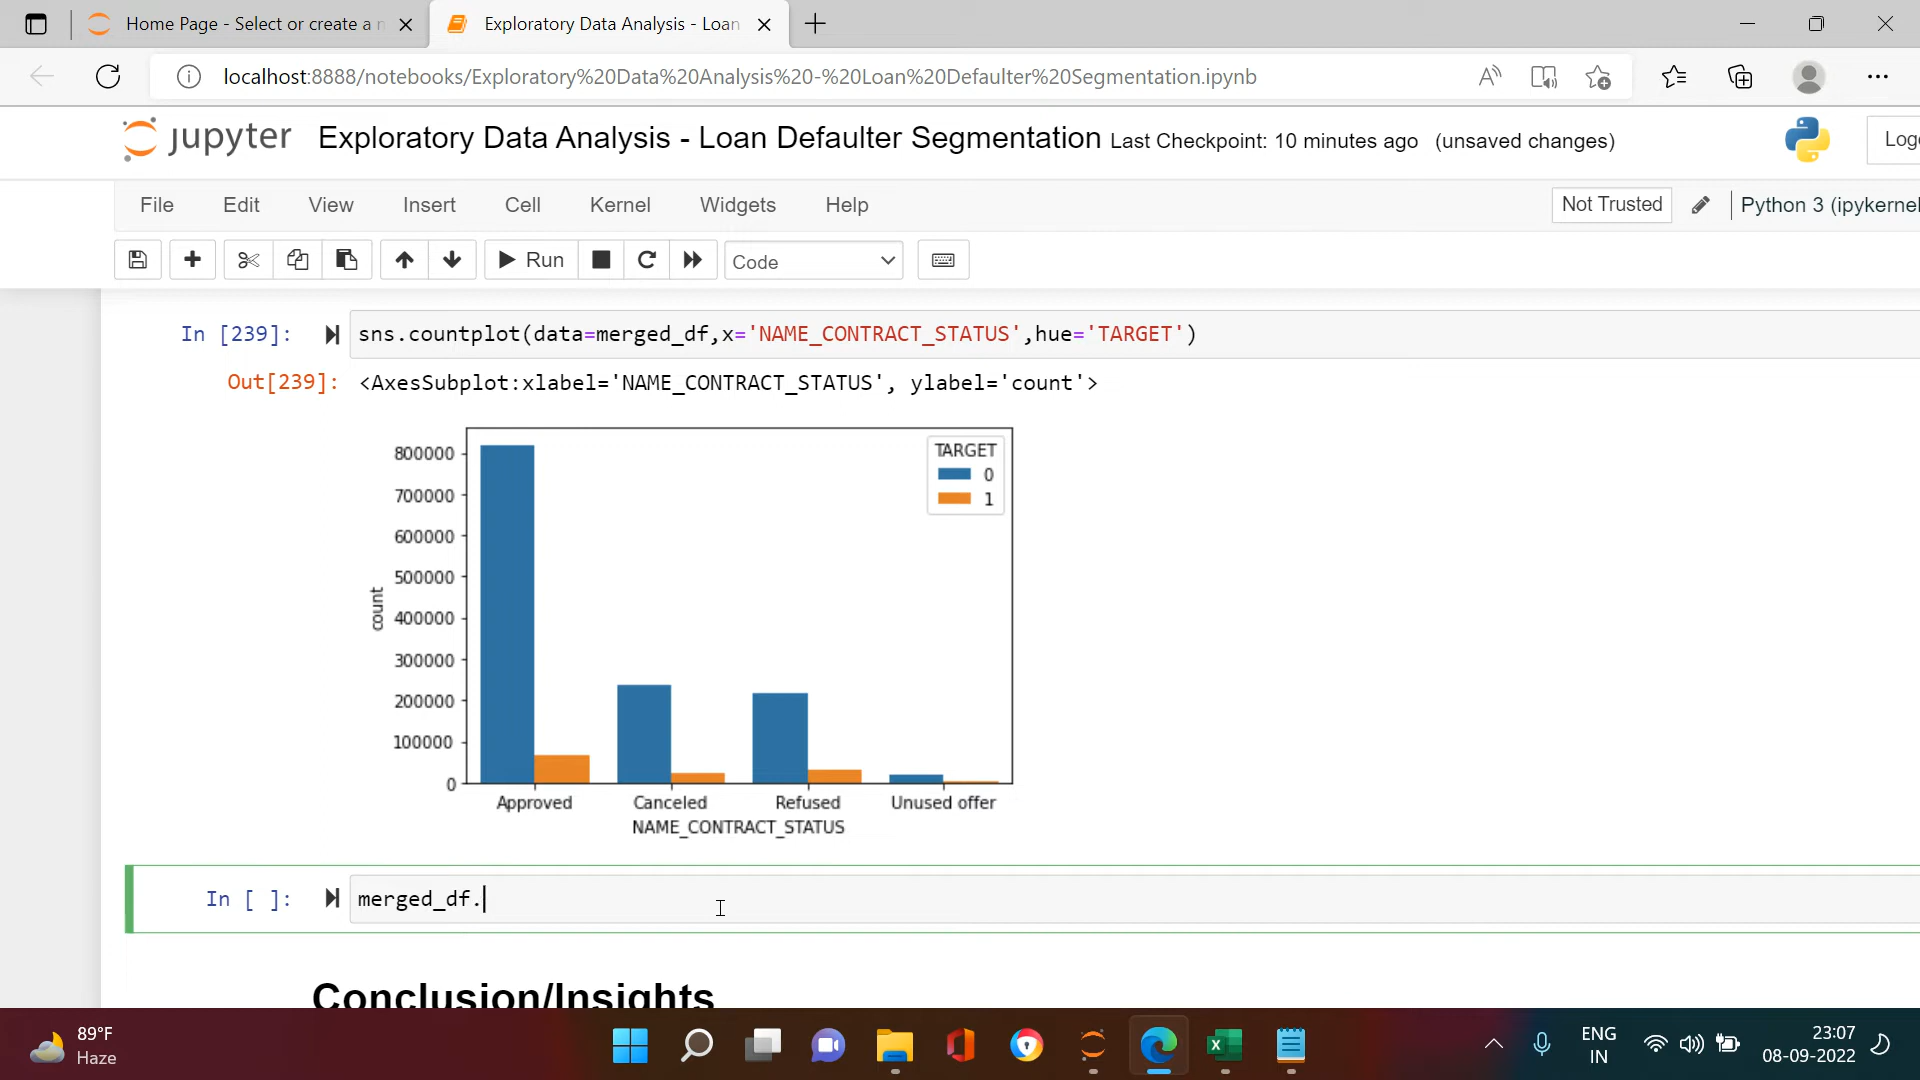 Home Page - Select or create a n
Exploratory Data Analysis - Loan
localhost:8888/notebooks/Exploratory%20Data%20Analysis%20-%20Loan%20Defaulter%20Segmentation.ipynb
jupyter Exploratory Data Analysis - Loan Defaulter Segmentation Last Checkpoint: 10 minutes ago (unsaved changes)
Logo
File Edit View Insert Cell Kernel Widgets Help
Not Trusted
Python 3 (ipykernel
Run
Code
In [239]: sns.countplot(data=merged_df,x='NAME_CONTRACT_STATUS',hue='TARGET')
Out[239]: <AxesSubplot:xlabel='NAME_CONTRACT_STATUS', ylabel='count'>
TARGET
0
1
800000
700000
600000
500000
400000
300000
200000
100000
0
count
Approved Canceled Refused Unused offer
NAME_CONTRACT_STATUS
In [ ]: merged_df.
Conclusion/Insights
89°F
Haze
ENG
IN
23:07
08-09-2022